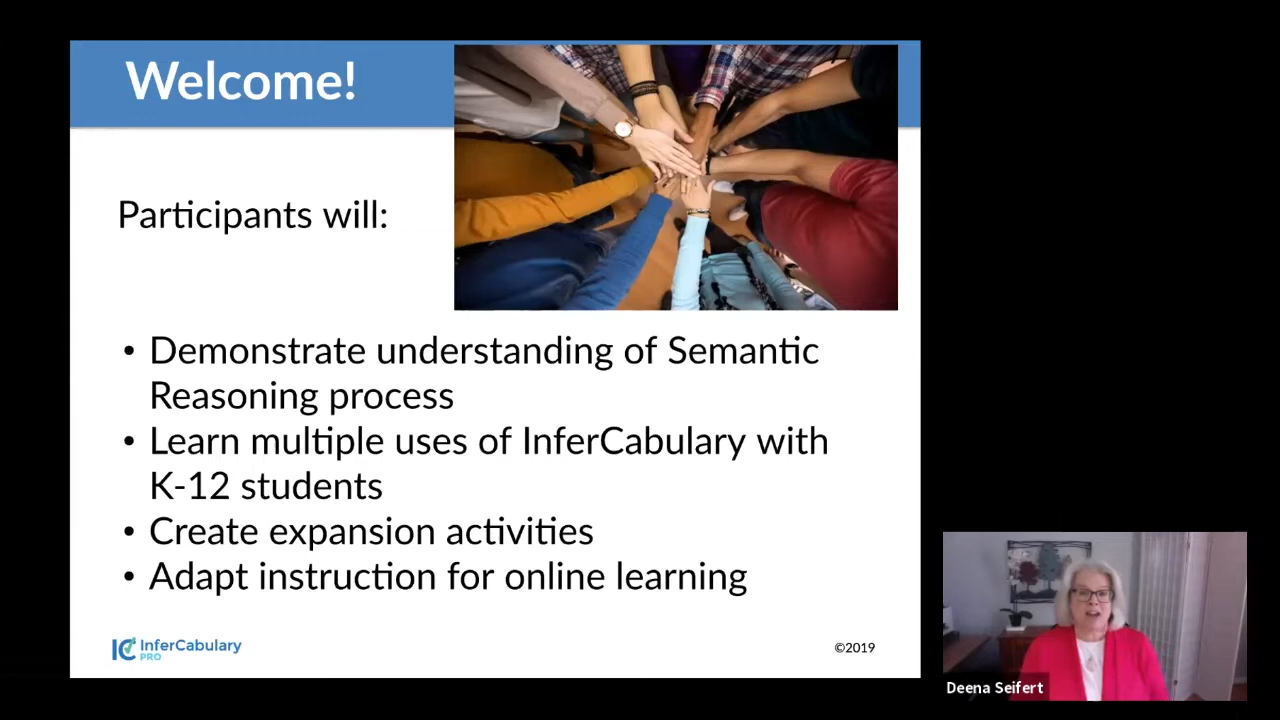 Welcome!
Participants will:
• Demonstrate understanding of Semantic
Reasoning process
• Learn multiple uses of InferCabulary with
K-12 students
• Create expansion activities
• Adapt instruction for online learning
IC InferCabulary
PRO
©2019
Deena Seifert